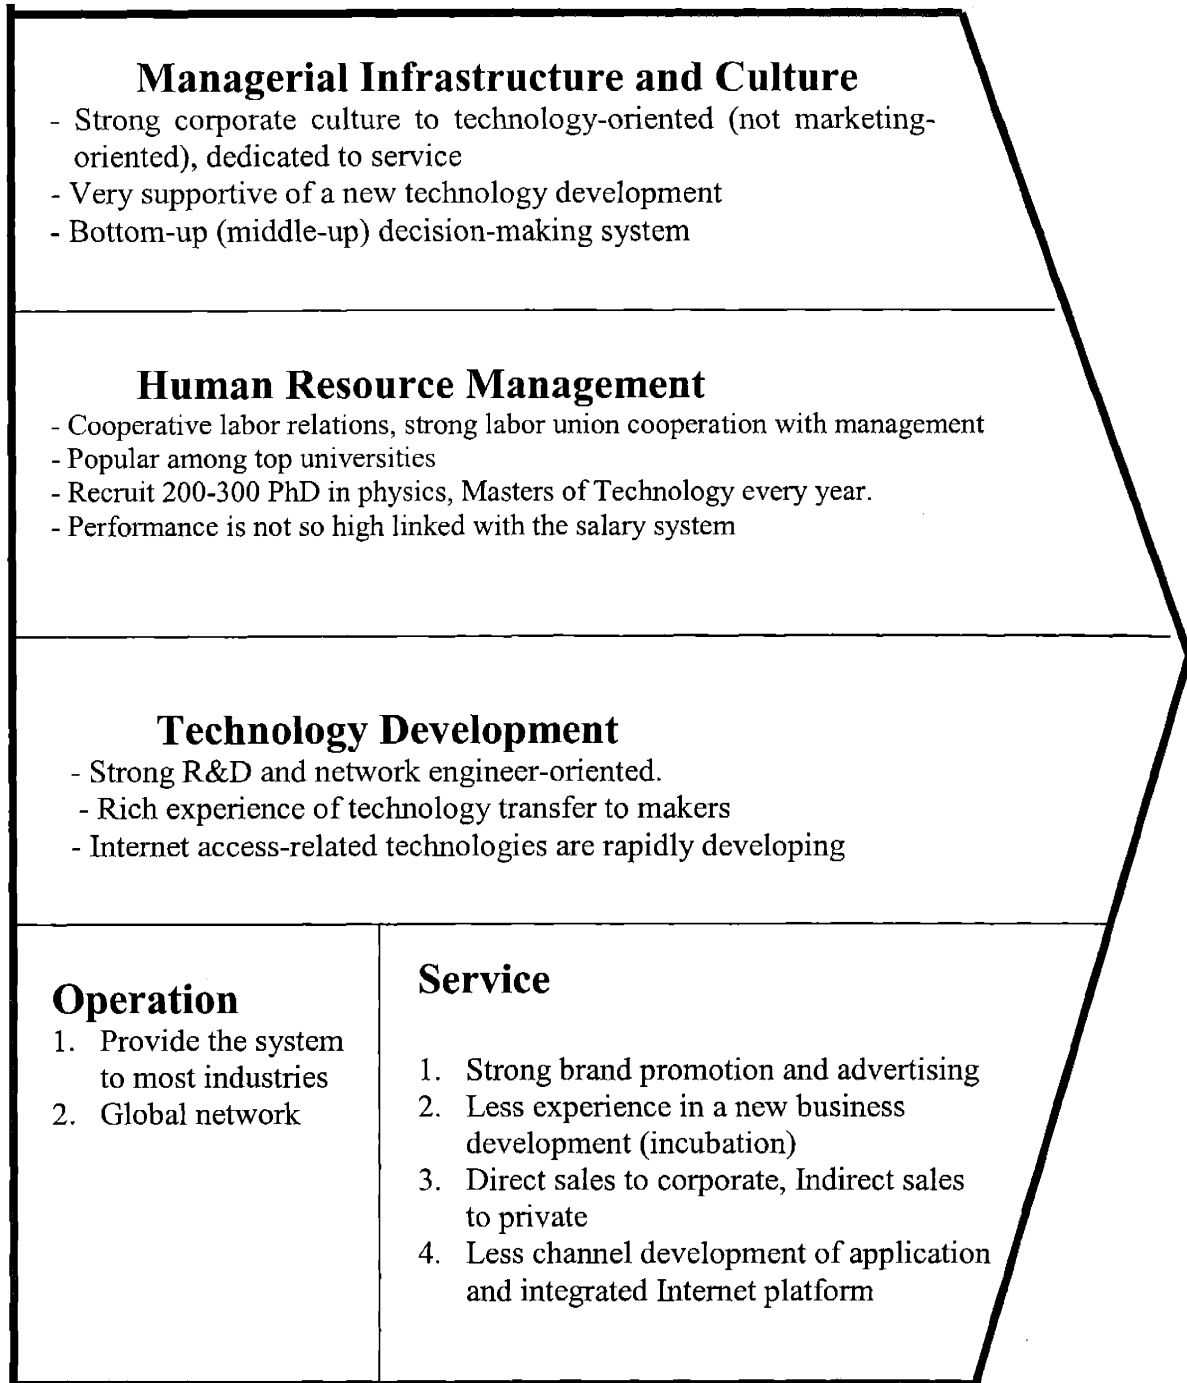 Managerial Infrastructure and Culture
- Strong corporate culture to technology-oriented (not marketing-
oriented), dedicated to service
- Very supportive of a new technology development
- Bottom-up (middle-up) decision-making system
Human Resource Management
- Cooperative labor relations, strong labor union cooperation with management
- Popular among top universities
- Recruit 200-300 PhD in physics, Masters of Technology every year.
- Performance is not so high linked with the salary system
Technology Development
- Strong R&D and network engineer-oriented.
- Rich experience of technology transfer to makers
- Internet access-related technologies are rapidly developing
Operation
1. Provide the system
to most industries
2. Global network
Service
1. Strong brand promotion and advertising
2. Less experience in a new business
development (incubation)
3. Direct sales to corporate, Indirect sales
to private
4. Less channel development of application
and integrated Internet platform